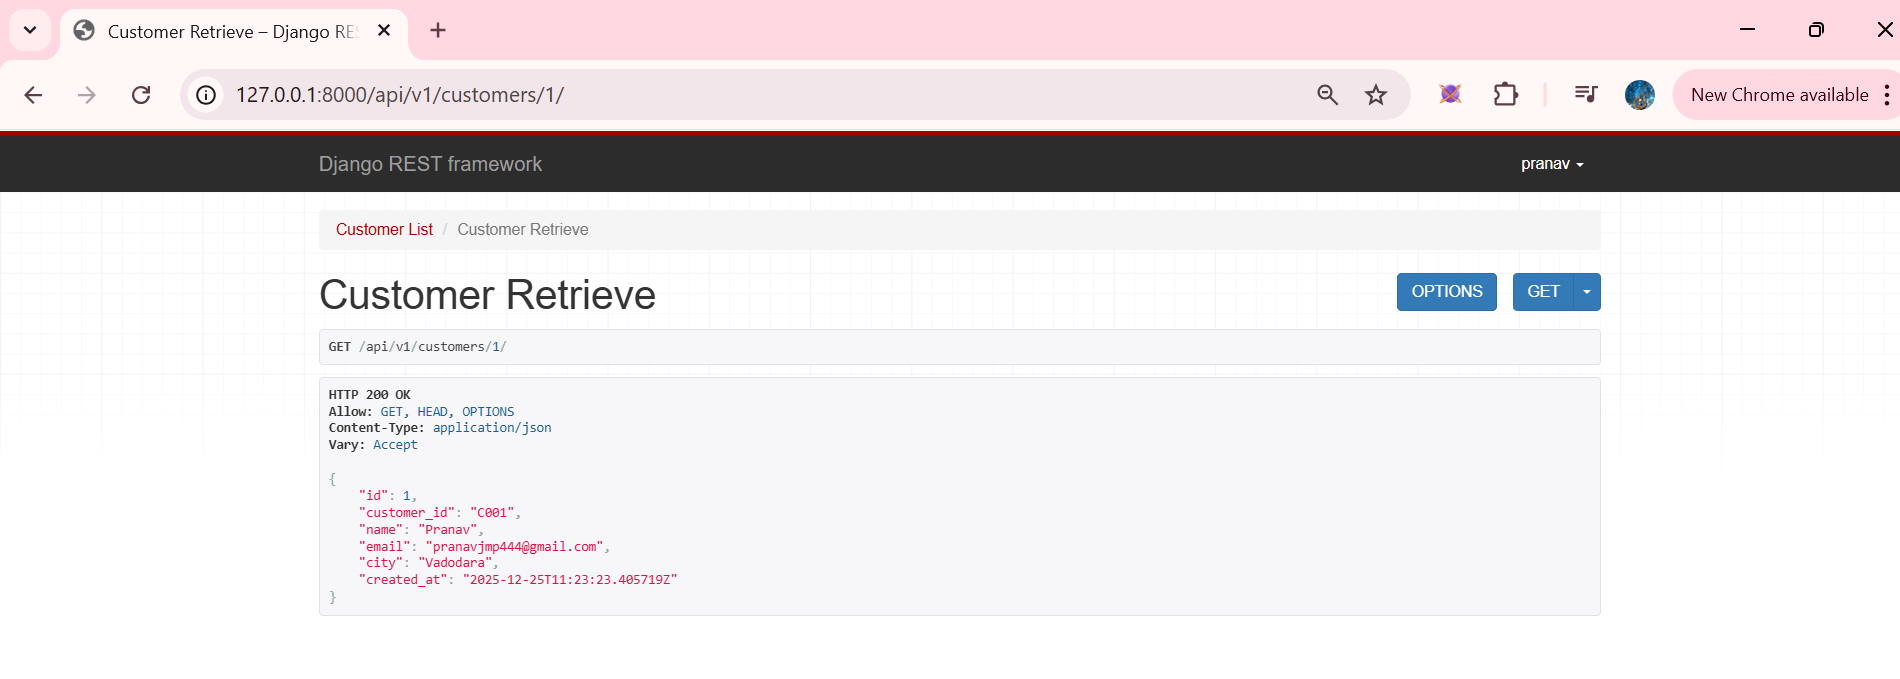 Customer Retrieve – Django RE
127.0.0.1:8000/api/v1/customers/1/
New Chrome available
Django REST framework
pranav
Customer List / Customer Retrieve
Customer Retrieve
OPTIONS
GET
GET /api/v1/customers/1/
HTTP 200 OK
Allow: GET, HEAD, OPTIONS
Content-Type: application/json
Vary: Accept
{
    "id": 1,
    "customer_id": "C001",
    "name": "Pranav",
    "email": "pranavjmp444@gmail.com",
    "city": "Vadodara",
    "created_at": "2025-12-25T11:23:23.405719Z"
}